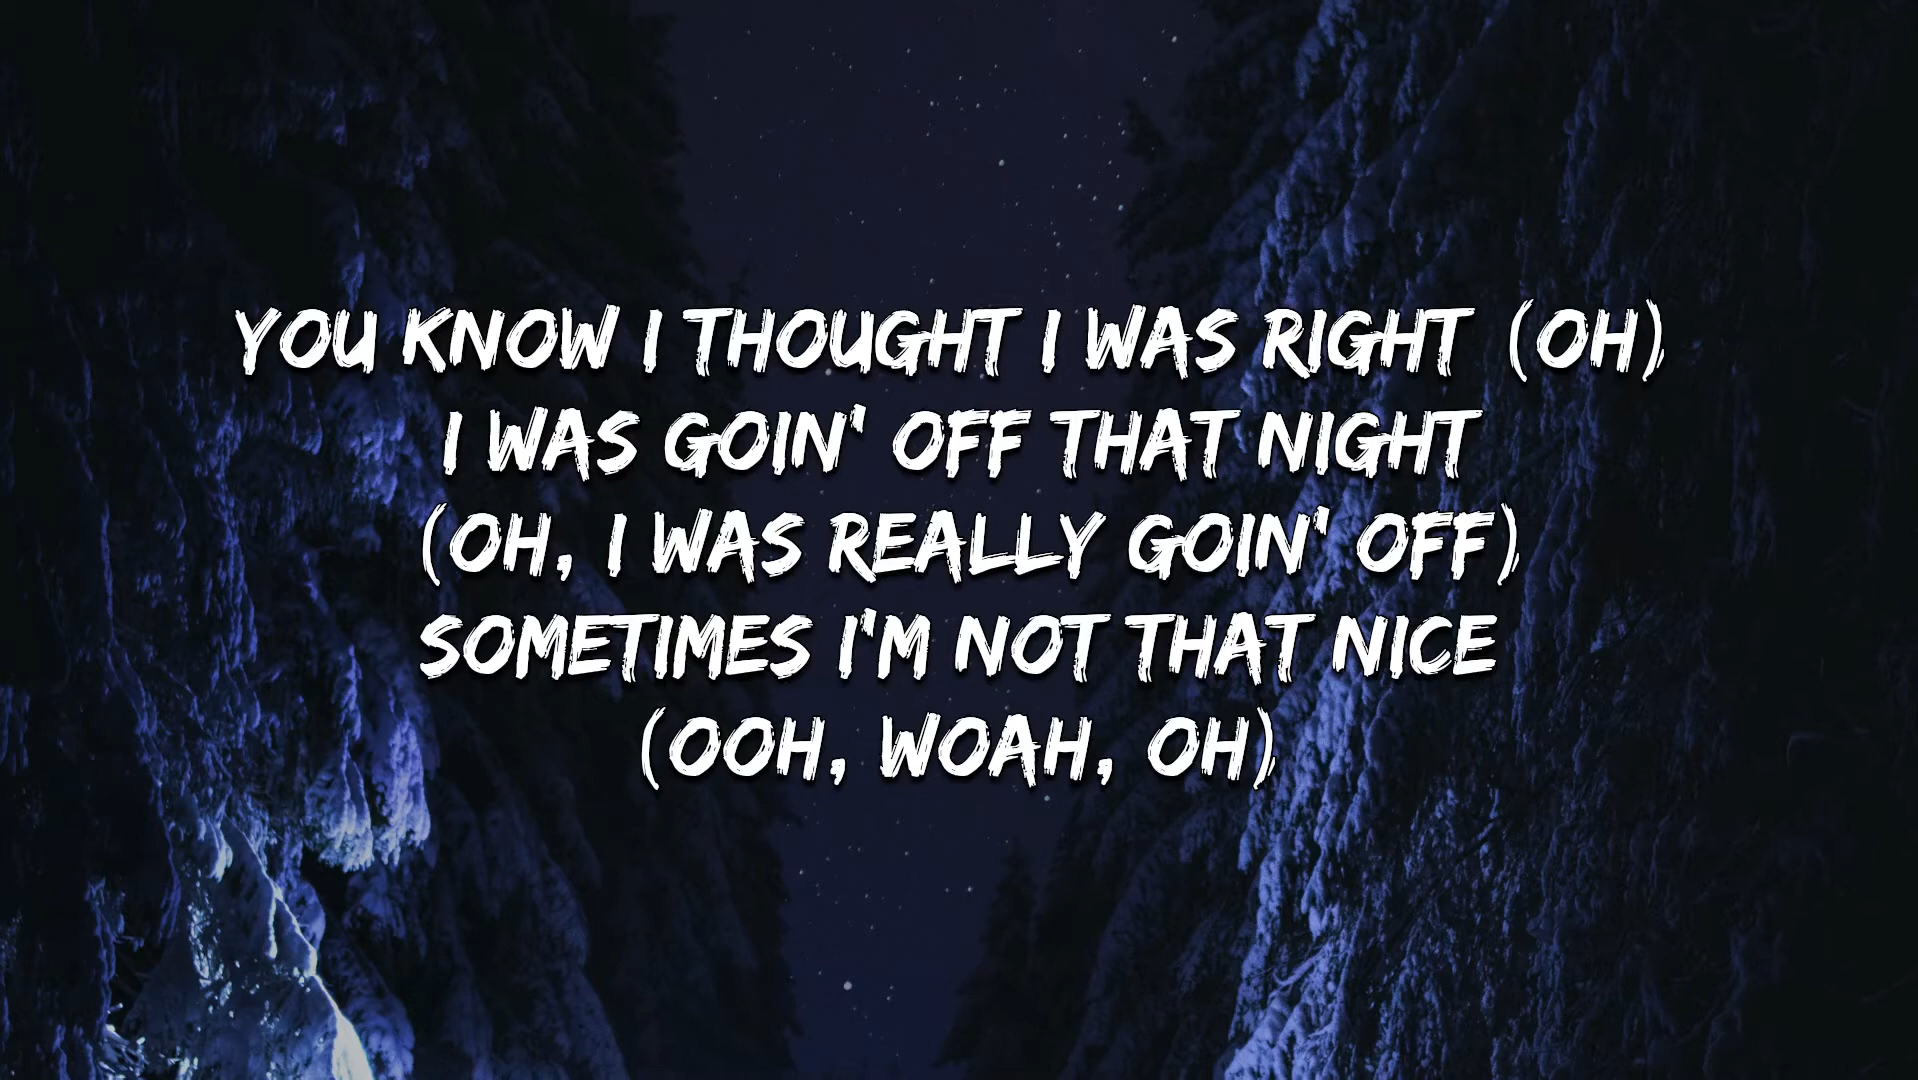 YOU KNOW I THOUGHT I WAS RIGHT (OH)
I WAS GOIN' OFF THAT NIGHT
(OH, I WAS REALLY GOIN' OFF)
SOMETIMES I'M NOT THAT NICE
(OOH, WOAH, OH)